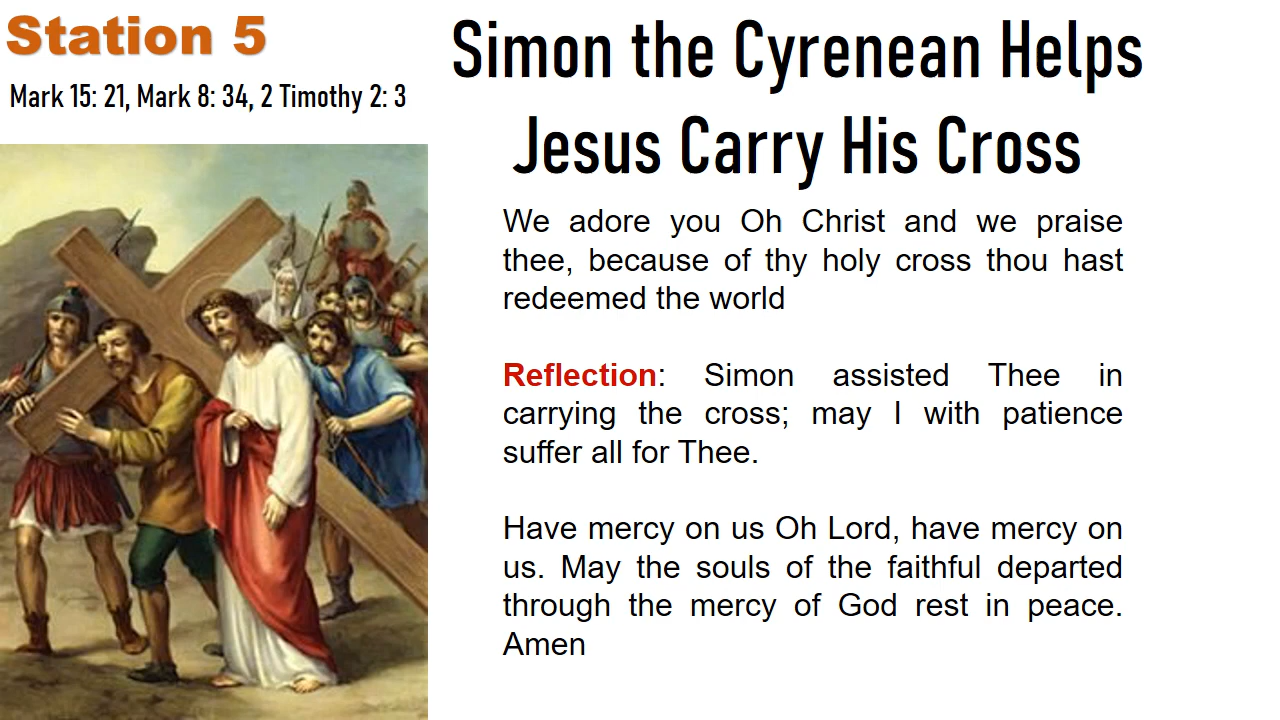 Station 5
Mark 15: 21, Mark 8: 34, 2 Timothy 2: 3
Simon the Cyrenean Helps
Jesus Carry His Cross
We adore you Oh Christ and we praise
thee, because of thy holy cross thou hast
redeemed the world
Reflection: Simon assisted Thee in
carrying the cross; may I with patience
suffer all for Thee.
Have mercy on us Oh Lord, have mercy on
us. May the souls of the faithful departed
through the mercy of God rest in peace.
Amen